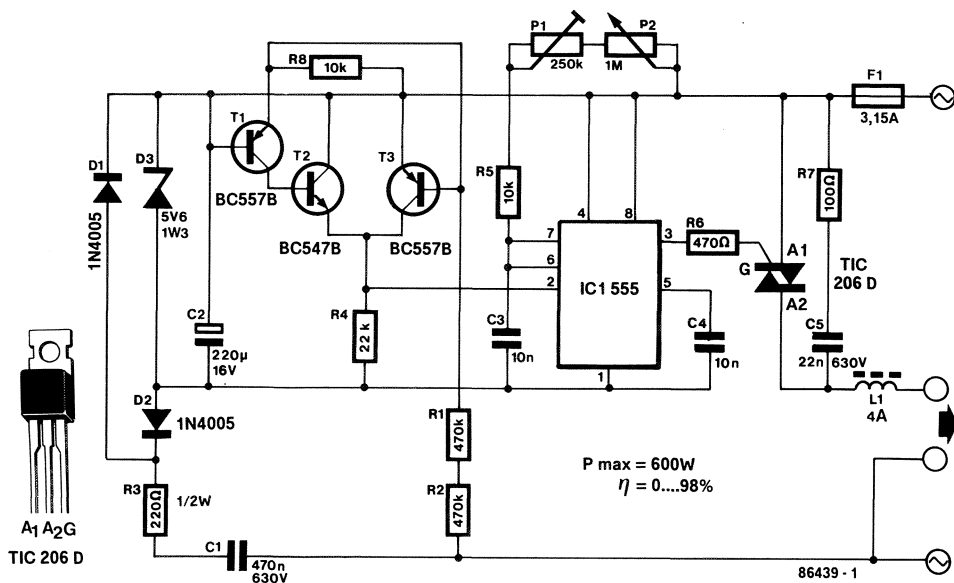 P1
P2
250k
1M
R8
10k
F1
3,15A
T1
T2
T3
D1
D3
5V6
1W3
1N4005
BC557B
BC547B
BC557B
R5
10k
R7
100Ω
4
8
7
6
2
3
5
1
IC1 555
R6
470Ω
A1
G
A2
TIC
206 D
C2
220µ
16V
R4
22 k
C3
10n
C4
10n
C5
22n
630V
L1
4A
D2
1N4005
R1
470k
R2
470k
R3
220Ω
1/2W
C1
470n
630V
P max = 600W
η = 0....98%
A1 A2G
TIC 206 D
86439 - 1